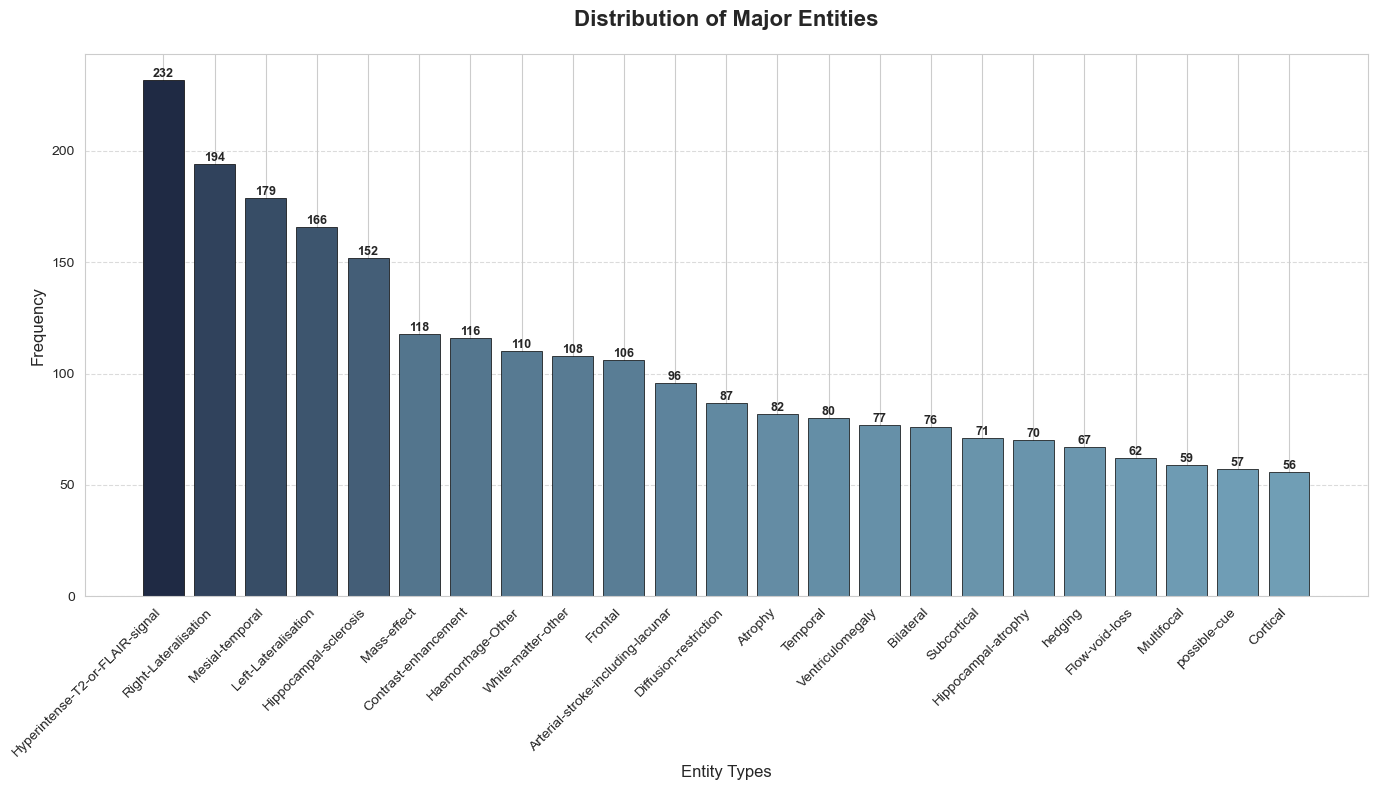 Distribution of Major Entities
232
194
179
166
152
118
116
110
108
106
96
87
82
80
77
76
71
70
67
62
59
57
56
200
150
100
50
0
Frequency
Hyperintense-T2-or-FLAIR-signal
Right-Lateralisation
Mesial-temporal
Left-Lateralisation
Hippocampal-sclerosis
Mass-effect
Contrast-enhancement
Haemorrhage-Other
White-matter-other
Frontal
Arterial-stroke-including-lacunar
Diffusion-restriction
Atrophy
Temporal
Ventriculomegaly
Bilateral
Subcortical
Hippocampal-atrophy
hedging
Flow-void-loss
Multifocal
possible-cue
Cortical
Entity Types